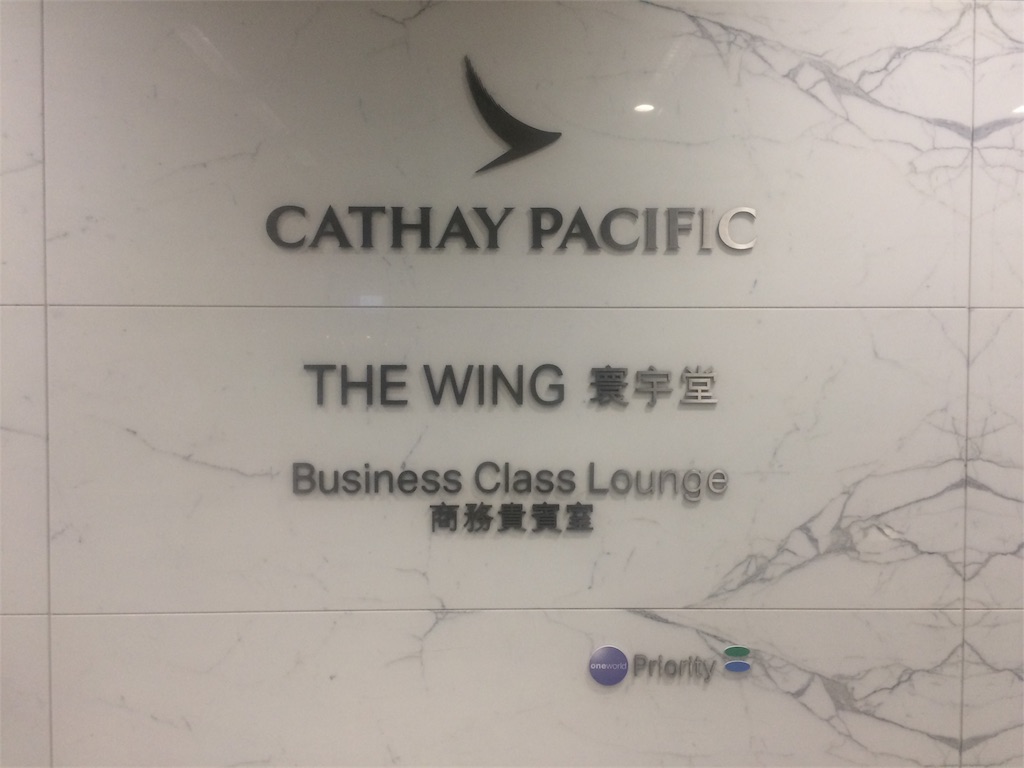 CATHAY PACIFIC
THE WING 寰宇堂
Business Class Lounge
商務貴賓室
oneworld Priority